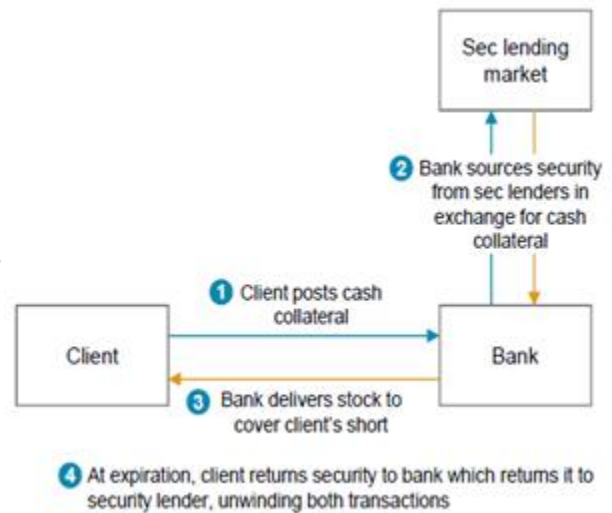 Sec lending
market
2 Bank sources security
from sec lenders in
exchange for cash
collateral
1 Client posts cash
collateral
Client
Bank
3 Bank delivers stock to
cover client's short
4 At expiration, client returns security to bank which returns it to
security lender, unwinding both transactions